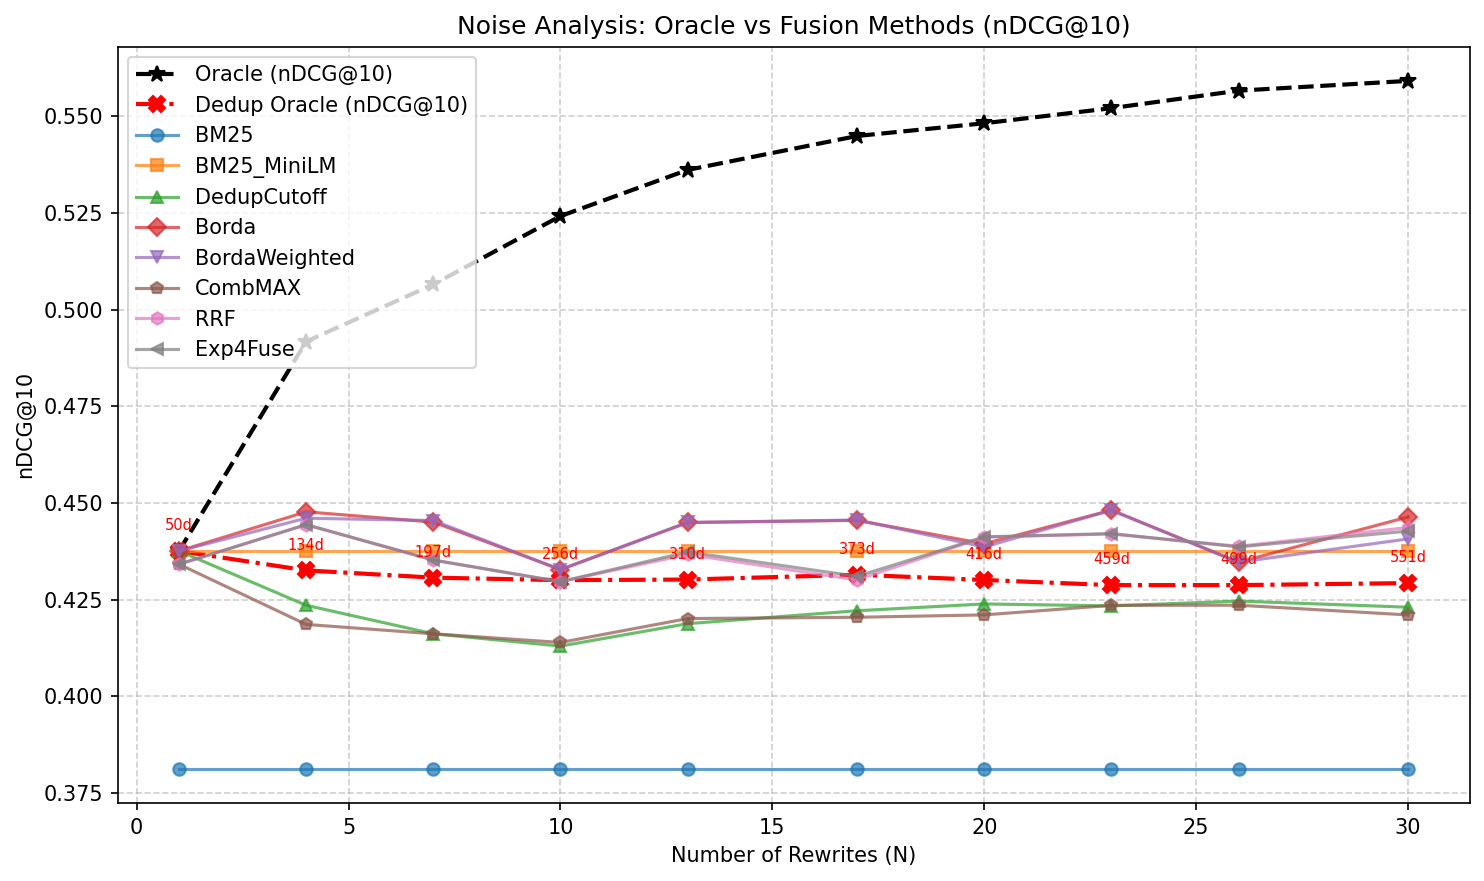 Noise Analysis: Oracle vs Fusion Methods (nDCG@10)
Oracle (nDCG@10)
Dedup Oracle (nDCG@10)
BM25
BM25_MiniLM
DedupCutoff
Borda
BordaWeighted
CombMAX
RRF
Exp4Fuse
nDCG@10
0.550
0.525
0.500
0.475
0.450
0.425
0.400
0.375
50d
134d
197d
256d
310d
373d
416d
459d
499d
551d
0
5
10
15
20
25
30
Number of Rewrites (N)